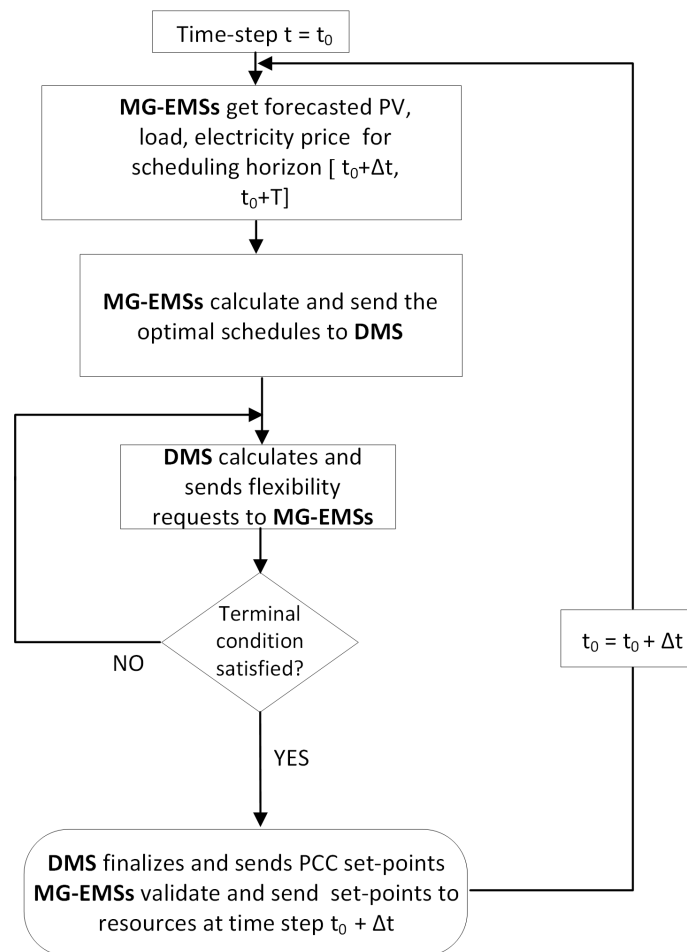 Time-step t = t₀
MG-EMSs get forecasted PV,
load, electricity price for
scheduling horizon [ t₀+Δt,
t₀+T]
MG-EMSs calculate and send the
optimal schedules to DMS
DMS calculates and
sends flexibility
requests to MG-EMSs
Terminal
condition
satisfied?
NO
t₀ = t₀ + Δt
YES
DMS finalizes and sends PCC set-points
MG-EMSs validate and send set-points to
resources at time step t₀ + Δt